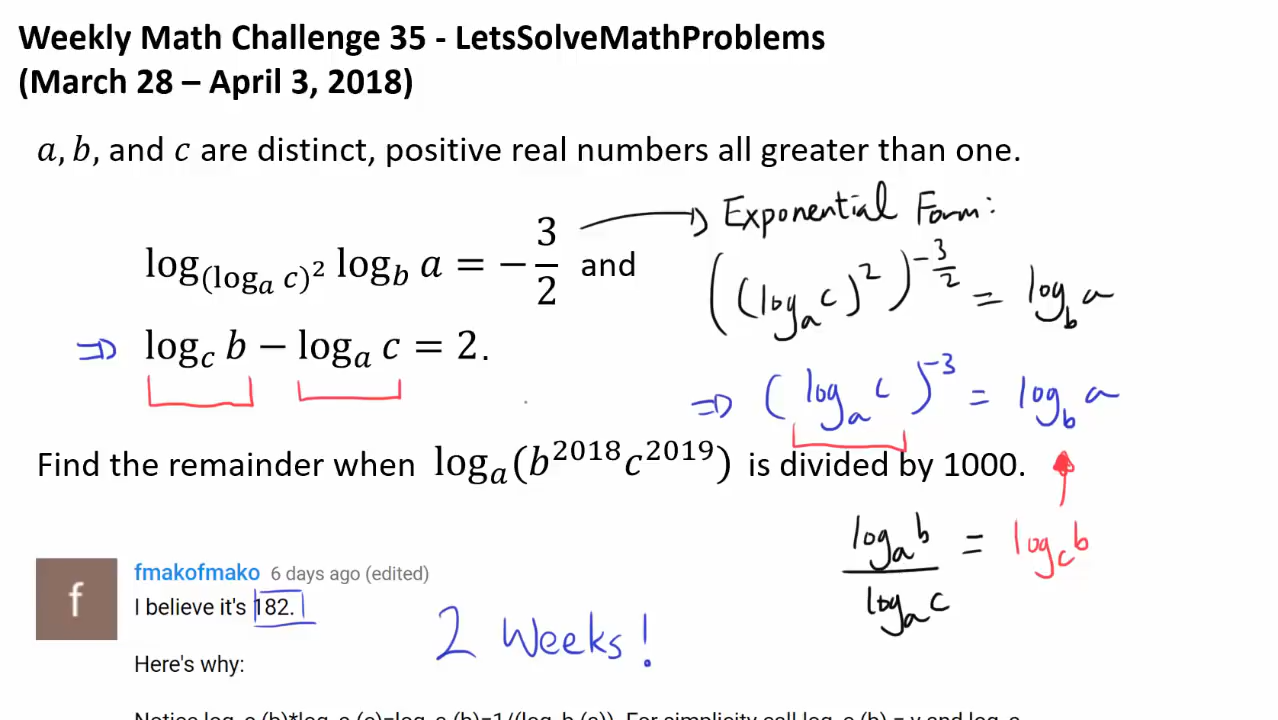 Weekly Math Challenge 35 - LetsSolveMathProblems
(March 28 – April 3, 2018)
a, b, and c are distinct, positive real numbers all greater than one.
log_{(log_a c)^2} log_b a = −3/2 and
→ Exponential Form:
((log_a c)^2)^{-3/2} = log_b a
⇒ log_c b − log_a c = 2.
⇒ (log_a c)^{-3} = log_b a
Find the remainder when log_a(b^{2018}c^{2019}) is divided by 1000.
log_a b / log_a c = log_c b
f
fmakofmako 6 days ago (edited)
I believe it's 182.
2 Weeks!
Here's why: